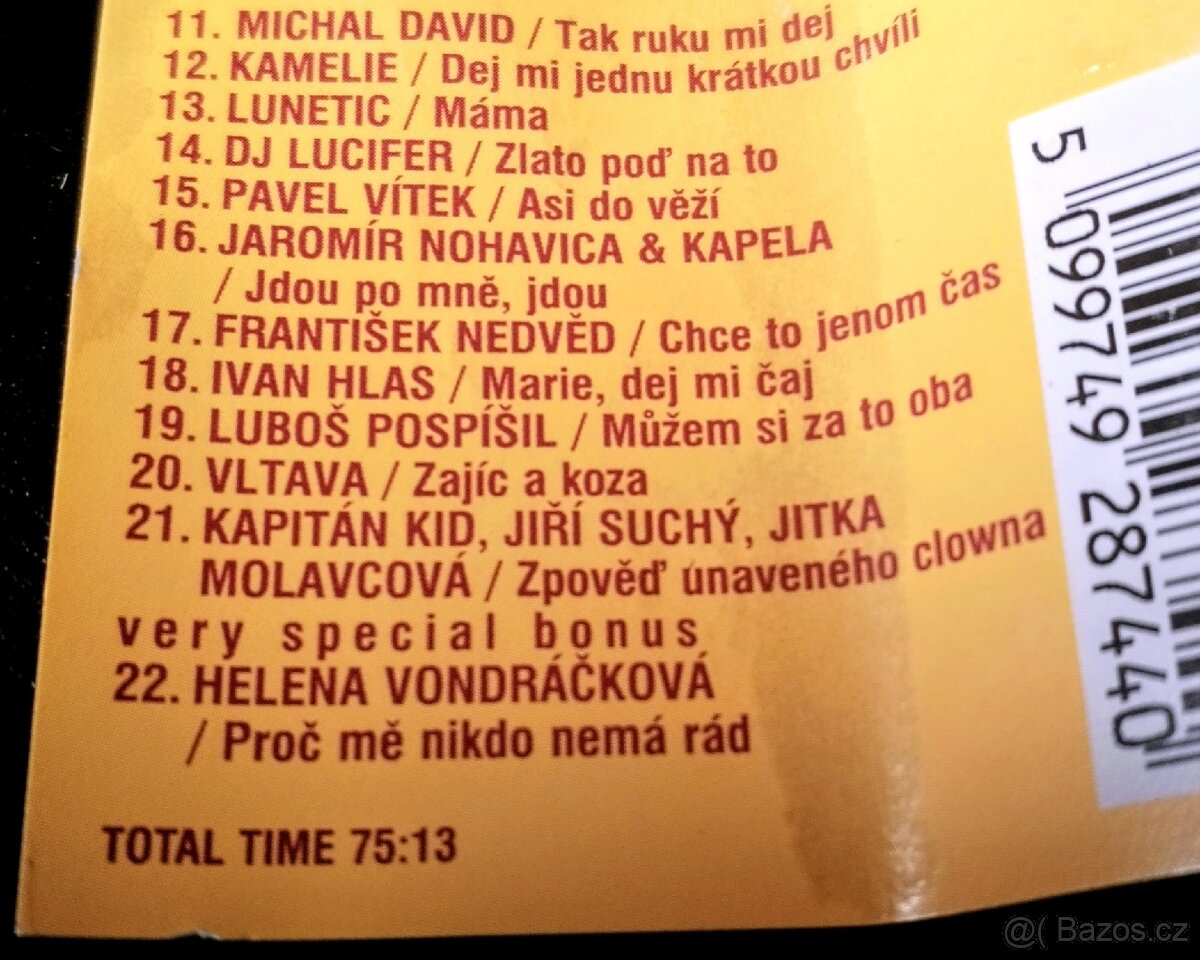 11. MICHAL DAVID / Tak ruku mi dej
12. KAMELIE / Dej mi jednu krátkou chvíli
13. LUNETIC / Máma
14. DJ LUCIFER / Zlato poď na to
15. PAVEL VÍTEK / Asi do věží
16. JAROMÍR NOHAVICA & KAPELA
/ Jdou po mně, jdou
17. FRANTIŠEK NEDVĚD / Chce to jenom čas
18. IVAN HLAS / Marie, dej mi čaj
19. LUBOŠ POSPÍŠIL / Můžem si za to oba
20. VLTAVA / Zajíc a koza
21. KAPITÁN KID, JIŘÍ SUCHÝ, JITKA
MOLAVCOVÁ / Zpověď unaveného clowna
very special bonus
22. HELENA VONDRÁČKOVÁ
/ Proč mě nikdo nemá rád
TOTAL TIME 75:13
5 099749 287440
@( Bazos.cz